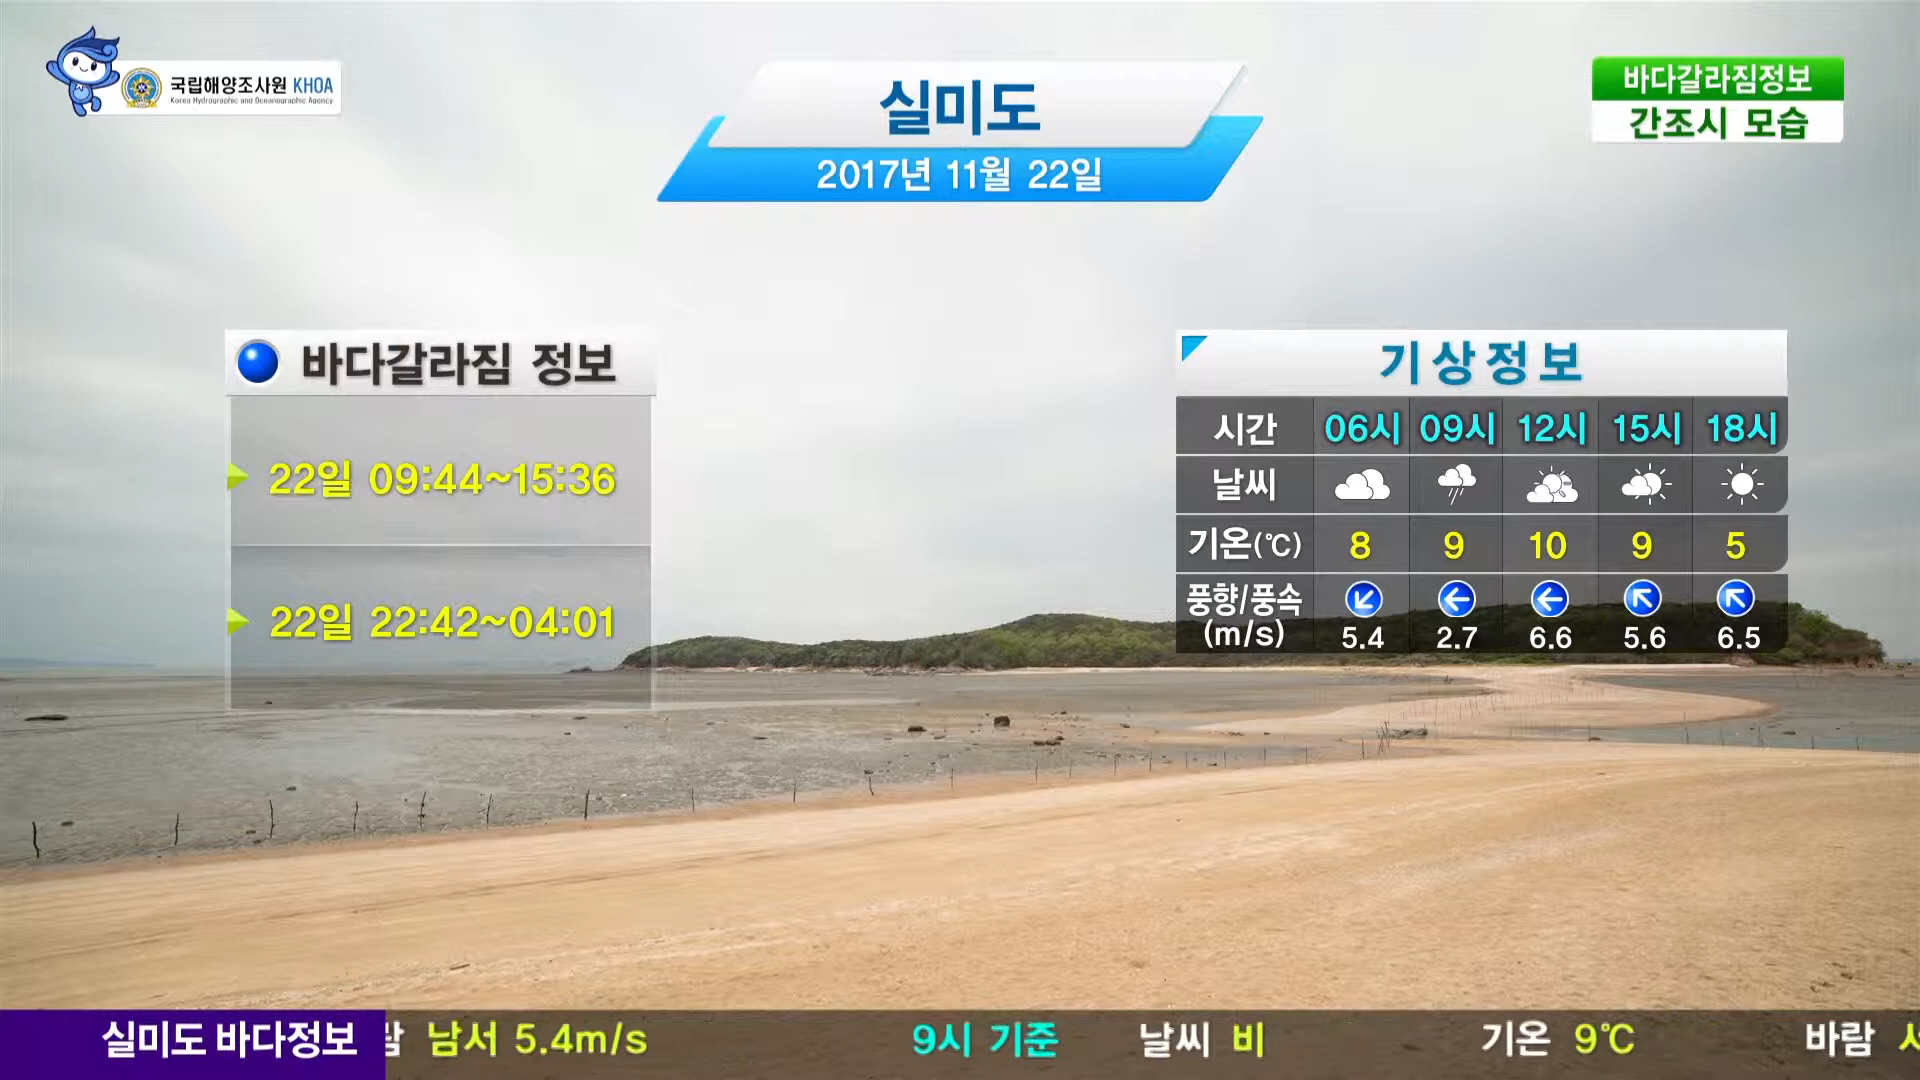 국립해양조사원 KHOA
Korea Hydrographic and Oceanographic Agency
실미도
2017년 11월 22일
바다갈라짐정보
간조시 모습
바다갈라짐 정보
22일 09:44~15:36
22일 22:42~04:01
기상정보
시간 06시 09시 12시 15시 18시
날씨
기온(℃) 8 9 10 9 5
풍향/풍속
(m/s) 5.4 2.7 6.6 5.6 6.5
실미도 바다정보 남서 5.4m/s 9시 기준 날씨 비 기온 9℃ 바람